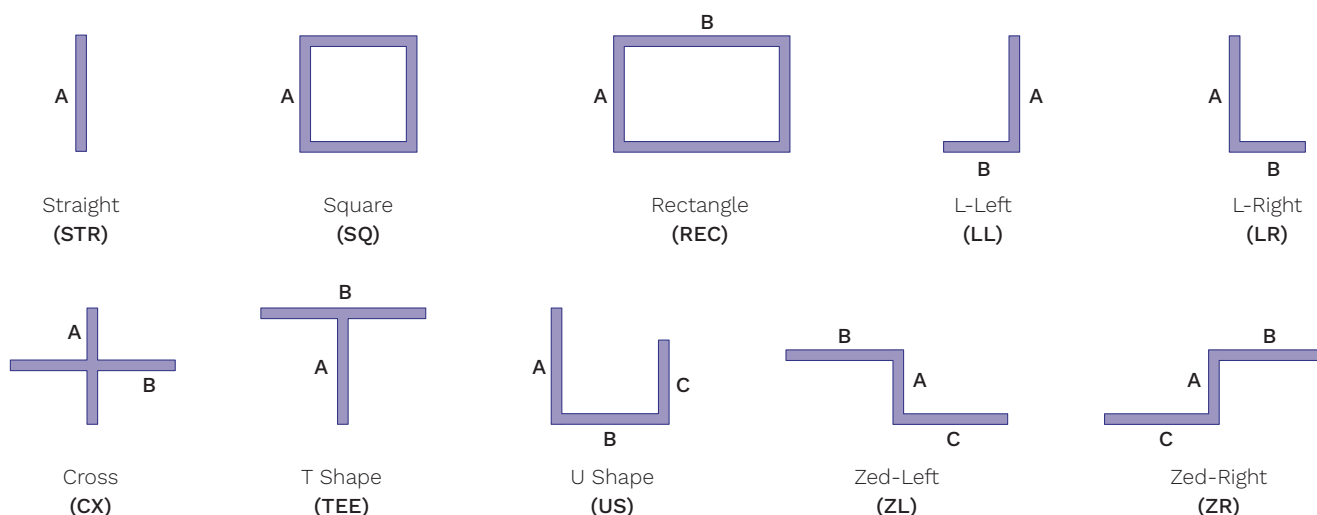 B
A
A
A
A
A
B
B
Straight
(STR)
Square
(SQ)
Rectangle
(REC)
L-Left
(LL)
L-Right
(LR)
B
A
B
A
A
B
C
B
A
C
B
A
C
Cross
(CX)
T Shape
(TEE)
U Shape
(US)
Zed-Left
(ZL)
Zed-Right
(ZR)